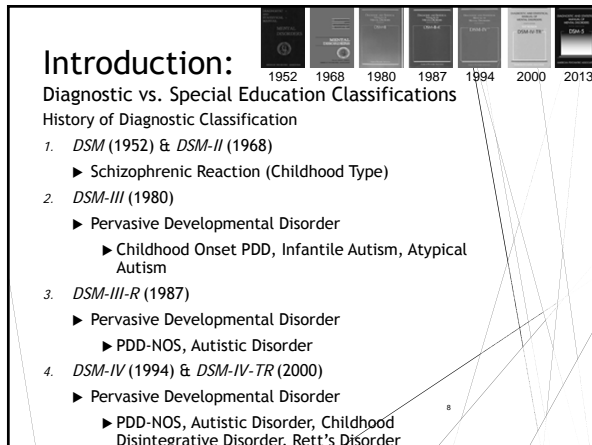 1952 1968 1980 1987 1994 2000 2013
Introduction:
Diagnostic vs. Special Education Classifications
History of Diagnostic Classification
1. DSM (1952) & DSM-II (1968)
▶ Schizophrenic Reaction (Childhood Type)
2. DSM-III (1980)
▶ Pervasive Developmental Disorder
▶ Childhood Onset PDD, Infantile Autism, Atypical
Autism
3. DSM-III-R (1987)
▶ Pervasive Developmental Disorder
▶ PDD-NOS, Autistic Disorder
4. DSM-IV (1994) & DSM-IV-TR (2000)
▶ Pervasive Developmental Disorder
▶ PDD-NOS, Autistic Disorder, Childhood
Disintegrative Disorder, Rett's Disorder
8